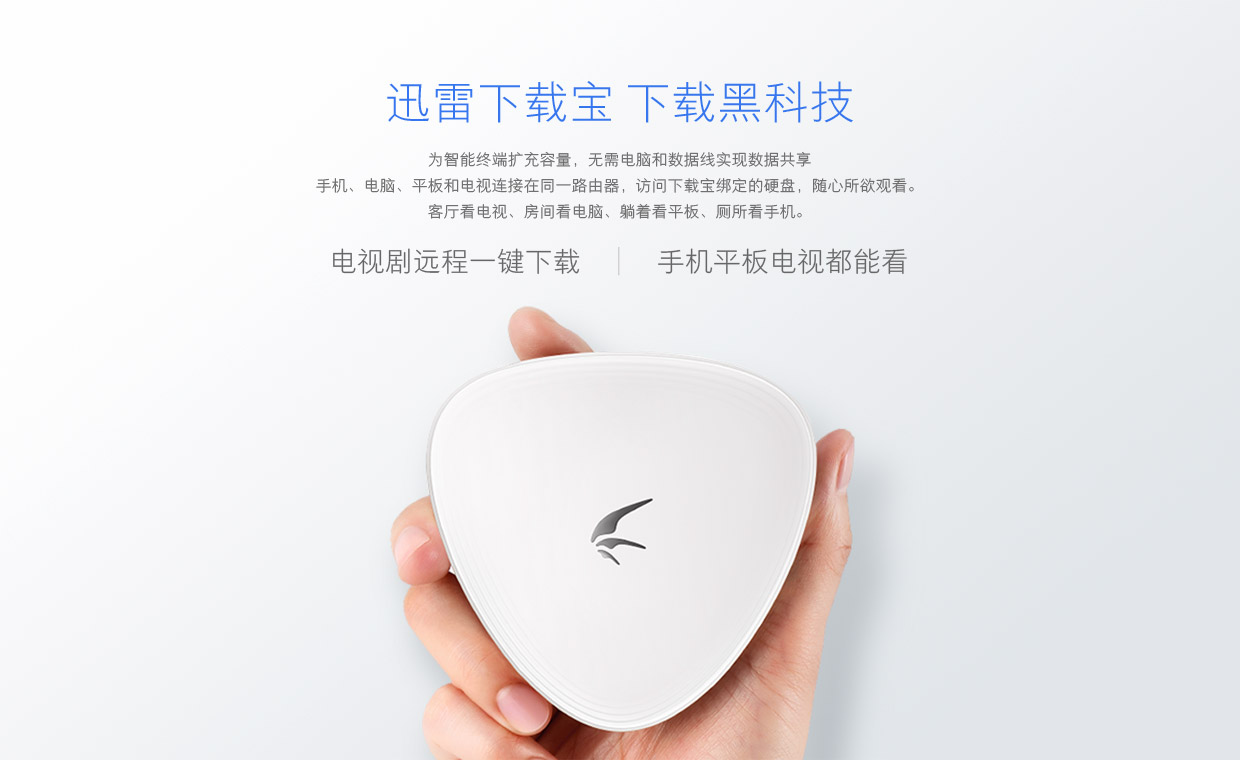 迅雷下载宝 下载黑科技
为智能终端扩充容量，无需电脑和数据线实现数据共享
手机、电脑、平板和电视连接在同一路由器，访问下载宝绑定的硬盘，随心所欲观看。
客厅看电视、房间看电脑、躺着看平板、厕所看手机。
电视剧远程一键下载 | 手机平板电视都能看